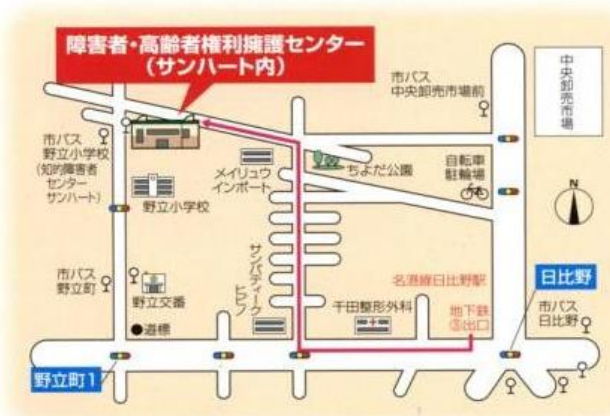 障害者・高齢者権利擁護センター
（サンハート内）
市バス
中央卸売市場前
中央卸売市場
市バス
野立小学校
（知的障害者
センター
サンハート）
メイリュウ
インポート
ちよだ公園
自転車
駐輪場
N
野立小学校
サンパティーク
ヒビノ
名港線日比野駅
日比野
市バス
野立町
野立交番
千田整形外科
地下鉄
③出口
市バス
日比野
●道標
野立町1